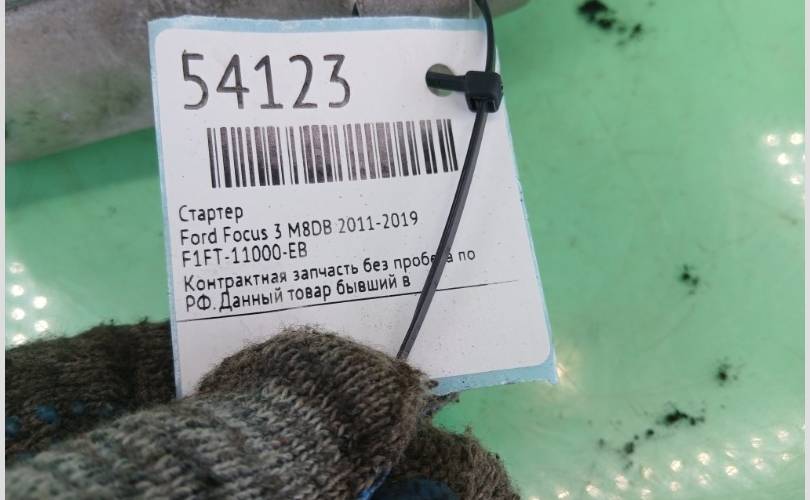 54123
Стартер
Ford Focus 3 M8DB 2011-2019
F1FT-11000-EB
Контрактная запчасть без пробега по
РФ. Данный товар бывший в